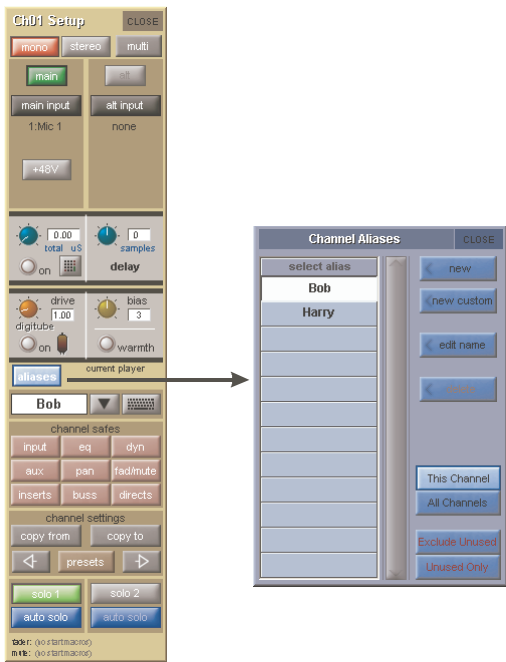 Ch01 Setup CLOSE
mono stereo multi
main alt
main input alt input
1:Mic 1 none
+48V
0.00 0
total uS samples
on delay
drive bias
1.00 3
digitube
on warmth
aliases current player
Bob
channel safes
input eq dyn
aux pan fad/mute
inserts buss directs
channel settings
copy from copy to
presets
solo 1 solo 2
auto solo auto solo
fader: (no start macros)
mute: (no start macros)
Channel Aliases CLOSE
select alias
Bob
Harry
new
new custom
edit name
This Channel
All Channels
Exclude Unused
Unused Only